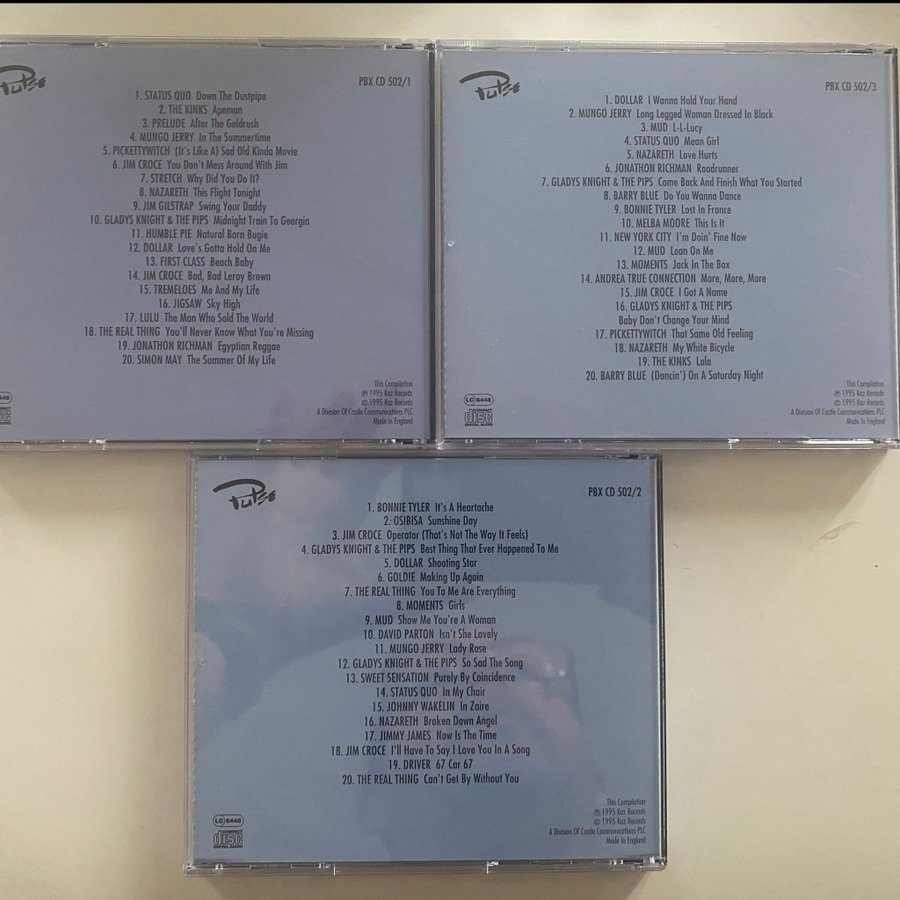 Pulse
PBX CD 502/1
1. STATUS QUO Down The Dustpipe
2. THE KINKS Apeman
3. PRELUDE After The Goldrush
4. MUNGO JERRY In The Summertime
5. PICKETTYWITCH (It's Like A) Sad Old Kinda Movie
6. JIM CROCE You Don't Mess Around With Jim
7. STRETCH Why Did You Do It?
8. NAZARETH This Flight Tonight
9. JIM GILSTRAP Swing Your Daddy
10. GLADYS KNIGHT & THE PIPS Midnight Train To Georgia
11. HUMBLE PIE Natural Born Bugie
12. DOLLAR Love's Gotta Hold On Me
13. FIRST CLASS Beach Baby
14. JIM CROCE Bad, Bad Leroy Brown
15. TREMELOES Me And My Life
16. JIGSAW Sky High
17. LULU The Man Who Sold The World
18. THE REAL THING You'll Never Know What You're Missing
19. JONATHON RICHMAN Egyptian Reggae
20. SIMON MAY The Summer Of My Life
This Compilation
℗ 1995 Kaz Records
© 1995 Kaz Records
A Division Of Castle Communications PLC
Made In England
Pulse
PBX CD 502/3
1. DOLLAR I Wanna Hold Your Hand
2. MUNGO JERRY Long Legged Woman Dressed In Black
3. MUD L-L-Lucy
4. STATUS QUO Mean Girl
5. NAZARETH Love Hurts
6. JONATHON RICHMAN Roadrunner
7. GLADYS KNIGHT & THE PIPS Come Back And Finish What You Started
8. BARRY BLUE Do You Wanna Dance
9. BONNIE TYLER Lost In France
10. MELBA MOORE This Is It
11. NEW YORK CITY I'm Doin' Fine Now
12. MUD Lean On Me
13. MOMENTS Jack In The Box
14. ANDREA TRUE CONNECTION More, More, More
15. JIM CROCE I Got A Name
16. GLADYS KNIGHT & THE PIPS
Baby Don't Change Your Mind
17. PICKETTYWITCH That Same Old Feeling
18. NAZARETH My White Bicycle
19. THE KINKS Lola
20. BARRY BLUE (Dancin') On A Saturday Night
LC 6448
COMPACT
disc
DIGITAL AUDIO
This Compilation
℗ 1995 Kaz Records
© 1995 Kaz Records
A Division Of Castle Communications PLC
Made In England
Pulse
PBX CD 502/2
1. BONNIE TYLER It's A Heartache
2. OSIBISA Sunshine Day
3. JIM CROCE Operator (That's Not The Way It Feels)
4. GLADYS KNIGHT & THE PIPS Best Thing That Ever Happened To Me
5. DOLLAR Shooting Star
6. GOLDIE Making Up Again
7. THE REAL THING You To Me Are Everything
8. MOMENTS Girls
9. MUD Show Me You're A Woman
10. DAVID PARTON Isn't She Lovely
11. MUNGO JERRY Lady Rose
12. GLADYS KNIGHT & THE PIPS So Sad The Song
13. SWEET SENSATION Purely By Coincidence
14. STATUS QUO In My Chair
15. JOHNNY WAKELIN In Zaire
16. NAZARETH Broken Down Angel
17. JIMMY JAMES Now Is The Time
18. JIM CROCE I'll Have To Say I Love You In A Song
19. DRIVER 67 Car 67
20. THE REAL THING Can't Get By Without You
LC 6448
COMPACT
disc
DIGITAL AUDIO
This Compilation
℗ 1995 Kaz Records
© 1995 Kaz Records
A Division Of Castle Communications PLC
Made In England